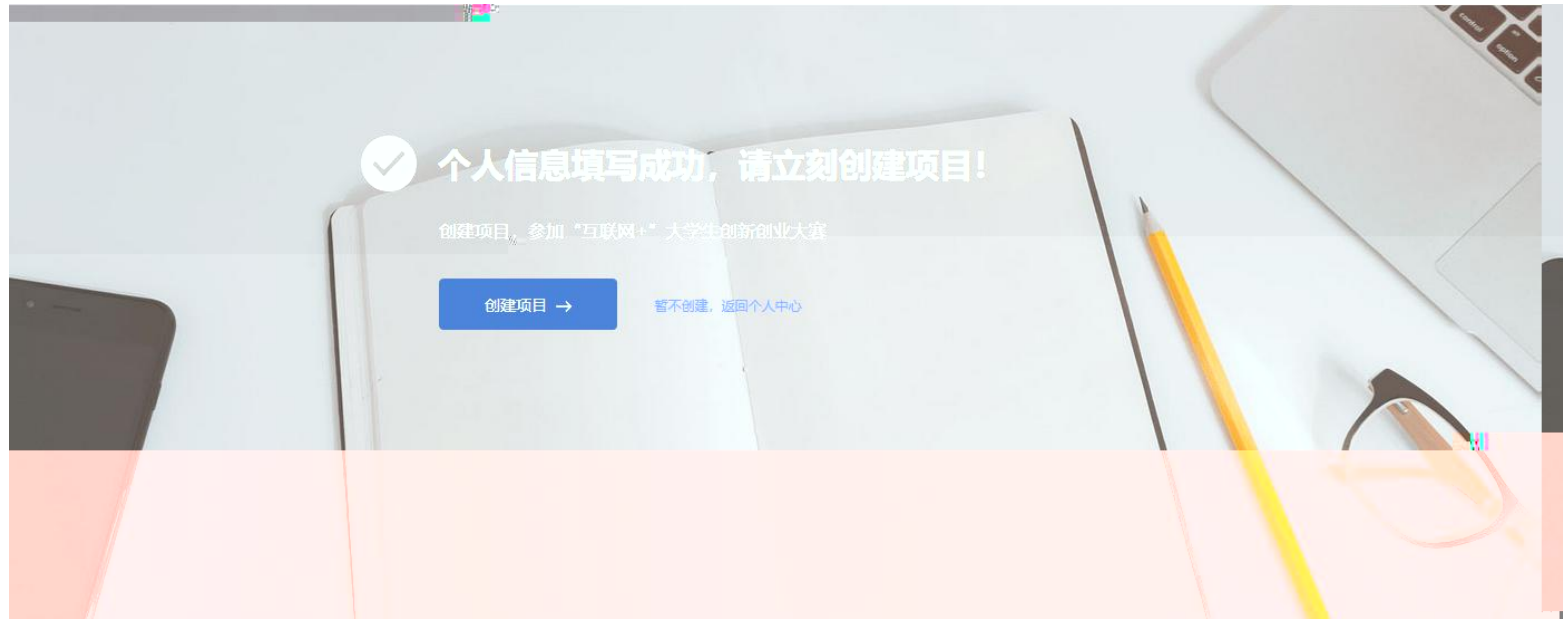 control
option
个人信息填写成功，请立刻创建项目！
创建项目，参加“互联网+”大学生创新创业大赛
创建项目 →
暂不创建，返回个人中心